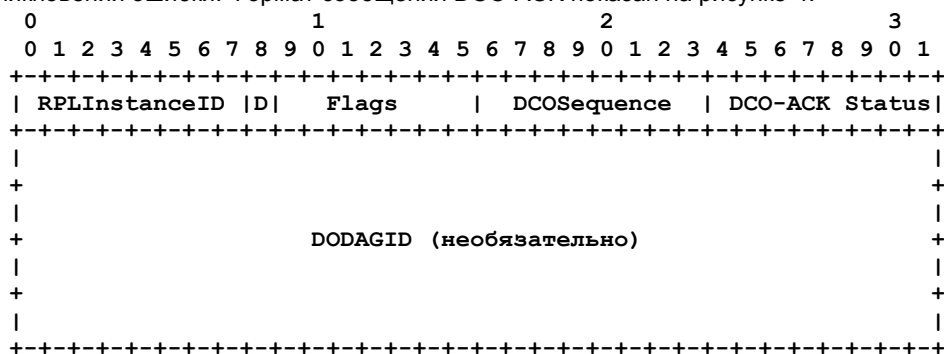 0                   1                   2                   3
0 1 2 3 4 5 6 7 8 9 0 1 2 3 4 5 6 7 8 9 0 1 2 3 4 5 6 7 8 9 0 1
+-+-+-+-+-+-+-+-+-+-+-+-+-+-+-+-+-+-+-+-+-+-+-+-+-+-+-+-+-+-+-+-+
| RPLInstanceID |D|   Flags     |  DCOSequence  | DCO-ACK Status|
+-+-+-+-+-+-+-+-+-+-+-+-+-+-+-+-+-+-+-+-+-+-+-+-+-+-+-+-+-+-+-+-+
|                                                               |
+                                                               +
|                                                               |
+                    DODAGID (необязательно)                    +
|                                                               |
+                                                               +
|                                                               |
+-+-+-+-+-+-+-+-+-+-+-+-+-+-+-+-+-+-+-+-+-+-+-+-+-+-+-+-+-+-+-+-+